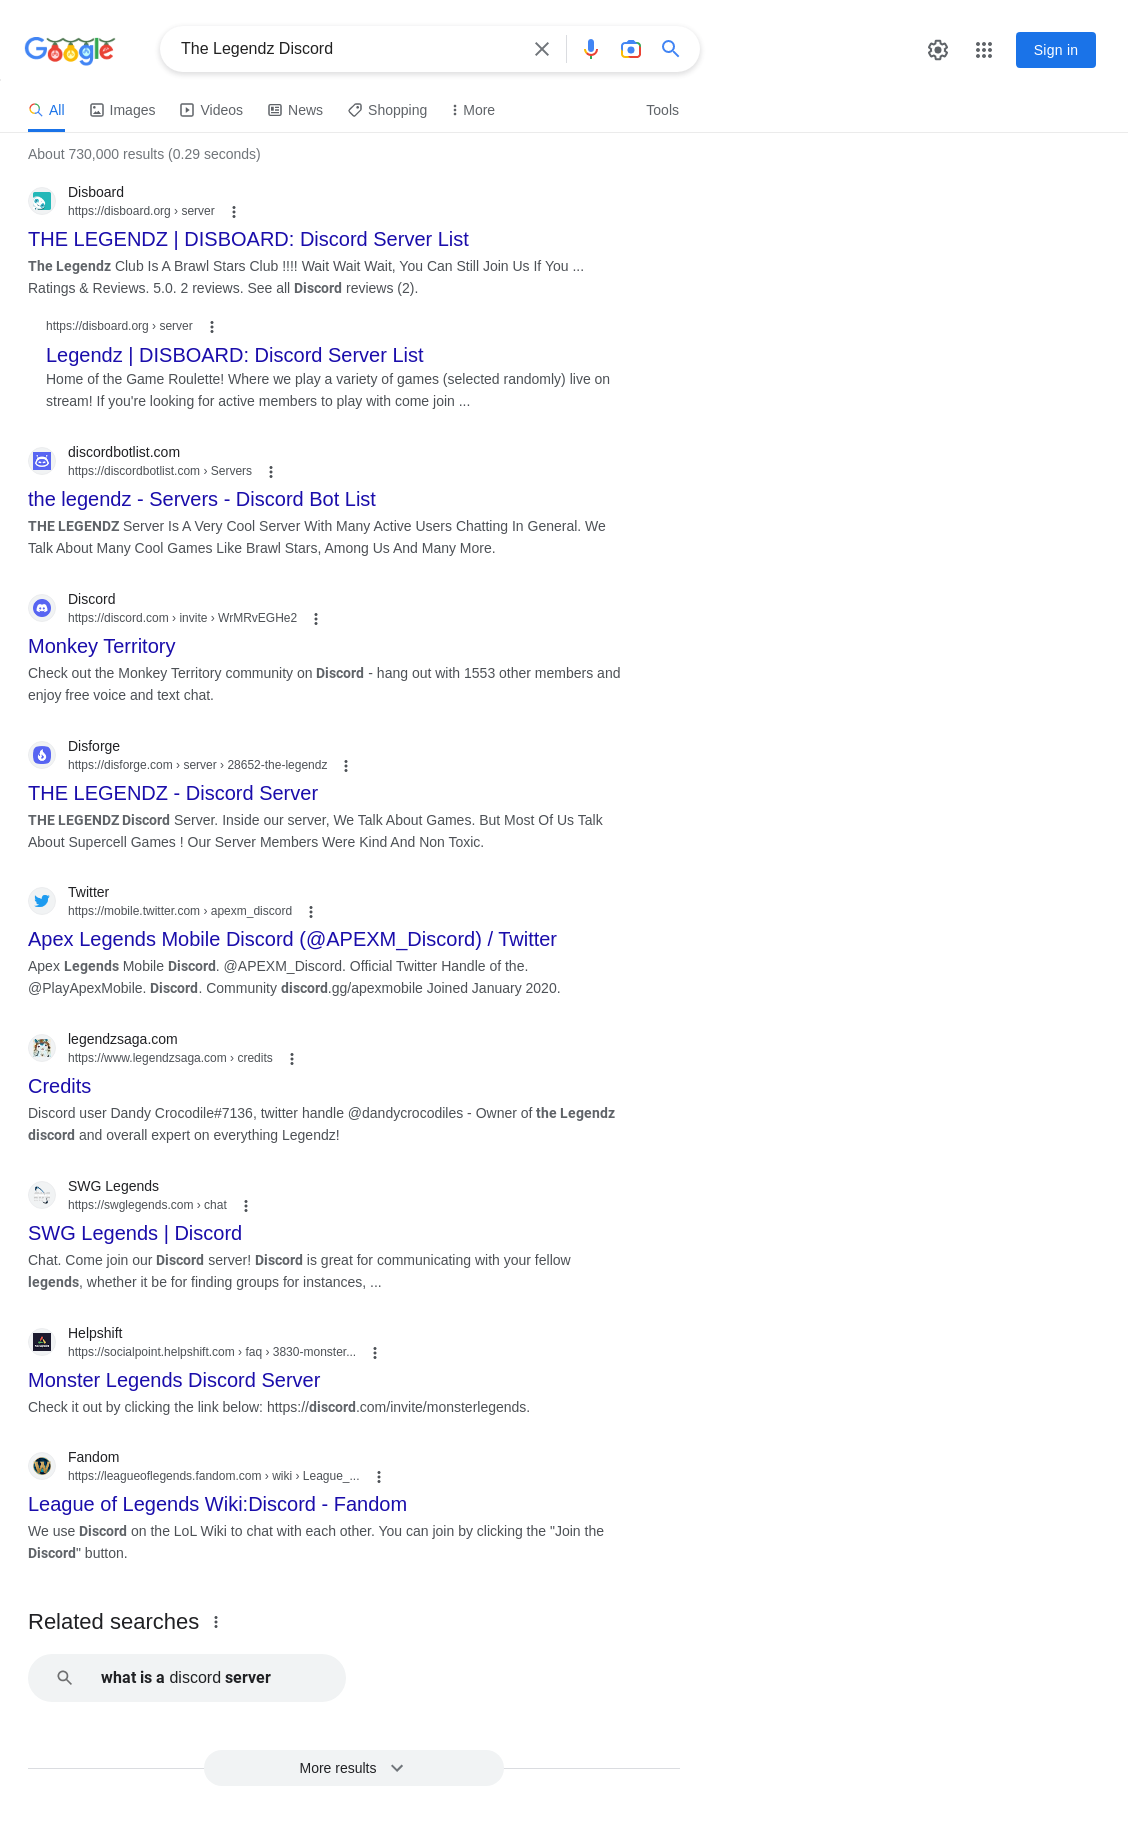 Google
The Legendz Discord
Sign in
All Images Videos News Shopping More Tools
About 730,000 results (0.29 seconds)
Disboard
https://disboard.org › server
THE LEGENDZ | DISBOARD: Discord Server List
The Legendz Club Is A Brawl Stars Club !!!! Wait Wait Wait, You Can Still Join Us If You ...
Ratings & Reviews. 5.0. 2 reviews. See all Discord reviews (2).
https://disboard.org › server
Legendz | DISBOARD: Discord Server List
Home of the Game Roulette! Where we play a variety of games (selected randomly) live on
stream! If you're looking for active members to play with come join ...
discordbotlist.com
https://discordbotlist.com › Servers
the legendz - Servers - Discord Bot List
THE LEGENDZ Server Is A Very Cool Server With Many Active Users Chatting In General. We
Talk About Many Cool Games Like Brawl Stars, Among Us And Many More.
Discord
https://discord.com › invite › WrMRvEGHe2
Monkey Territory
Check out the Monkey Territory community on Discord - hang out with 1553 other members and
enjoy free voice and text chat.
Disforge
https://disforge.com › server › 28652-the-legendz
THE LEGENDZ - Discord Server
THE LEGENDZ Discord Server. Inside our server, We Talk About Games. But Most Of Us Talk
About Supercell Games ! Our Server Members Were Kind And Non Toxic.
Twitter
https://mobile.twitter.com › apexm_discord
Apex Legends Mobile Discord (@APEXM_Discord) / Twitter
Apex Legends Mobile Discord. @APEXM_Discord. Official Twitter Handle of the.
@PlayApexMobile. Discord. Community discord.gg/apexmobile Joined January 2020.
legendzsaga.com
https://www.legendzsaga.com › credits
Credits
Discord user Dandy Crocodile#7136, twitter handle @dandycrocodiles - Owner of the Legendz
discord and overall expert on everything Legendz!
SWG Legends
https://swglegends.com › chat
SWG Legends | Discord
Chat. Come join our Discord server! Discord is great for communicating with your fellow
legends, whether it be for finding groups for instances, ...
Helpshift
https://socialpoint.helpshift.com › faq › 3830-monster...
Monster Legends Discord Server
Check it out by clicking the link below: https://discord.com/invite/monsterlegends.
Fandom
https://leagueoflegends.fandom.com › wiki › League_...
League of Legends Wiki:Discord - Fandom
We use Discord on the LoL Wiki to chat with each other. You can join by clicking the "Join the
Discord" button.
Related searches
what is a discord server
More results